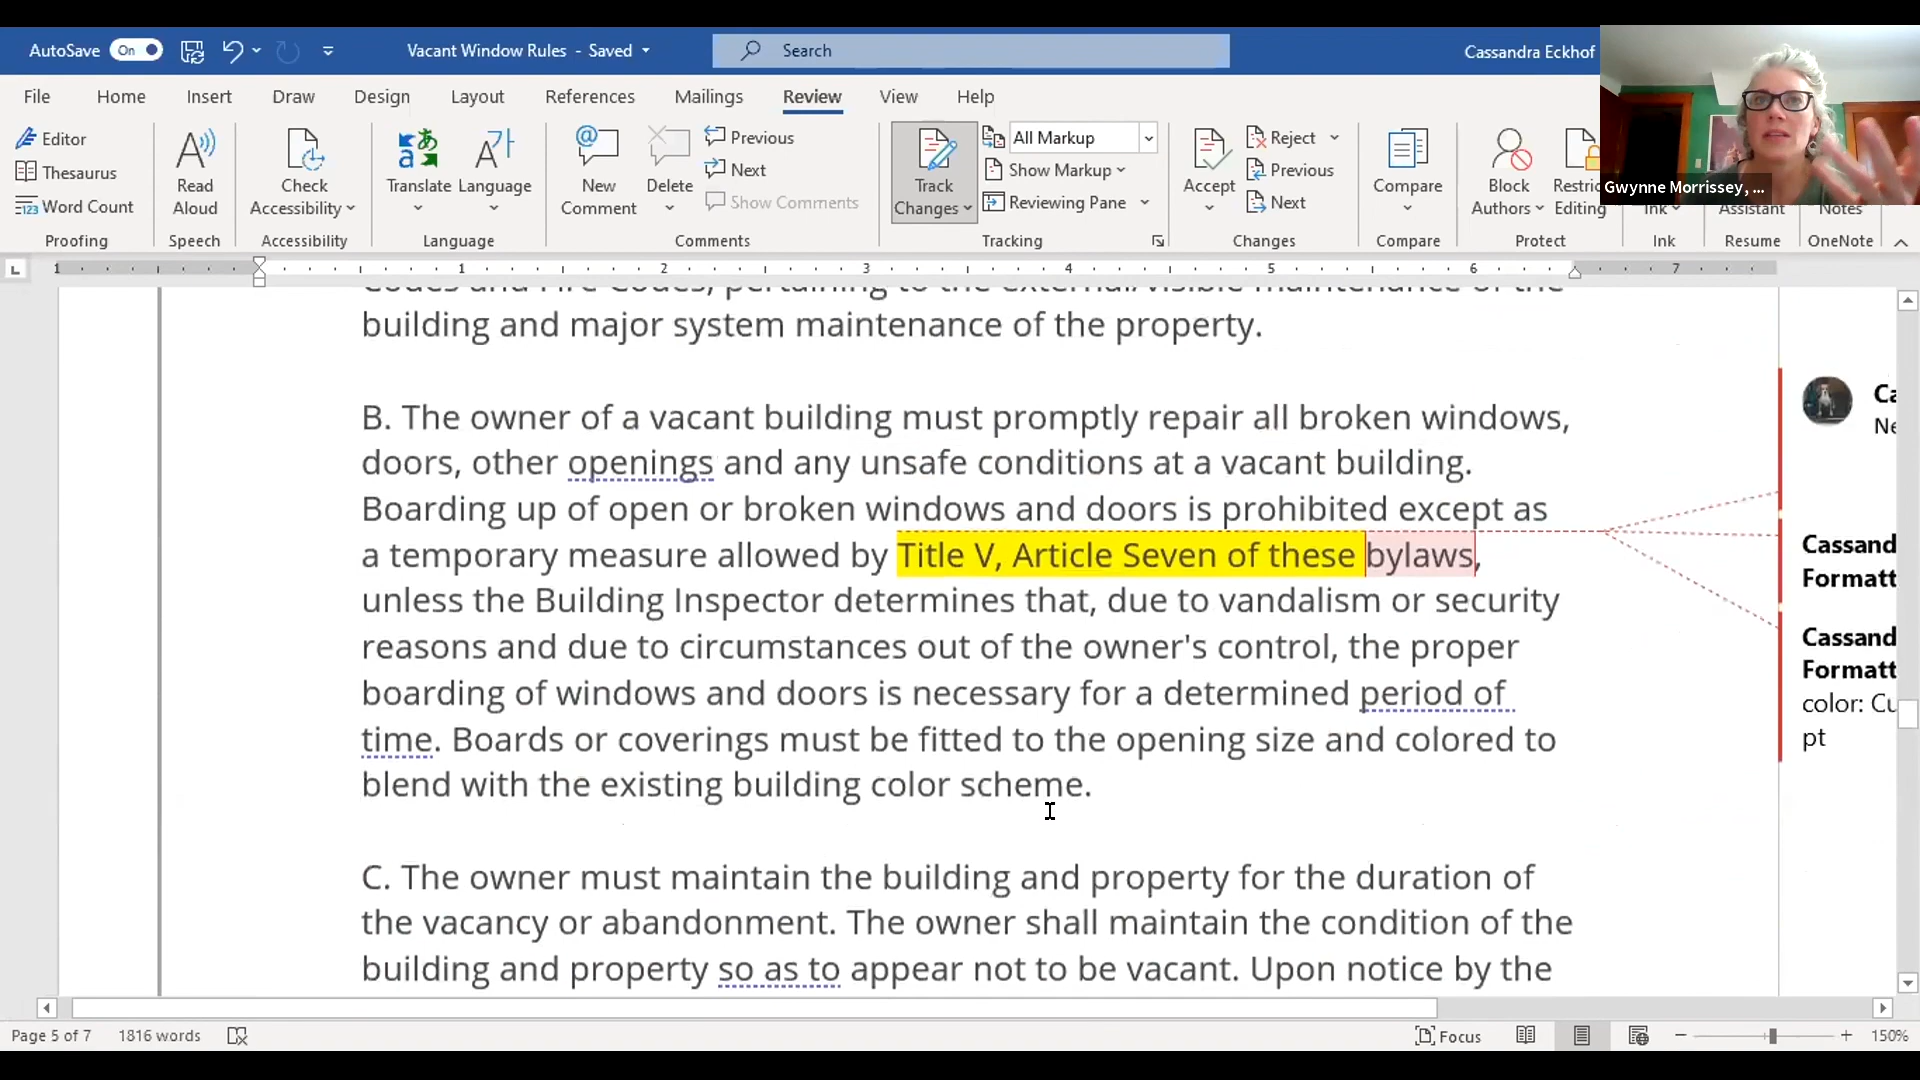 AutoSave On Vacant Window Rules - Saved Search Cassandra Eckhof
File Home Insert Draw Design Layout References Mailings Review View Help
Editor
Thesaurus
Word Count
Proofing
Read Aloud
Speech
Check Accessibility
Accessibility
Translate Language
Language
New Comment
Delete
Previous
Next
Show Comments
Comments
Track Changes
All Markup
Show Markup
Reviewing Pane
Tracking
Accept
Reject
Previous
Next
Changes
Compare
Compare
Block Authors
Editing
Protect
Ink
Ink
Assistant
Resume
Notes
OneNote
Gwynne Morrissey, ...
1 1 2 3 4 5 6 7
building and major system maintenance of the property.
B. The owner of a vacant building must promptly repair all broken windows,
doors, other openings and any unsafe conditions at a vacant building.
Boarding up of open or broken windows and doors is prohibited except as
a temporary measure allowed by Title V, Article Seven of these bylaws,
unless the Building Inspector determines that, due to vandalism or security
reasons and due to circumstances out of the owner's control, the proper
boarding of windows and doors is necessary for a determined period of
time. Boards or coverings must be fitted to the opening size and colored to
blend with the existing building color scheme.
C. The owner must maintain the building and property for the duration of
the vacancy or abandonment. The owner shall maintain the condition of the
building and property so as to appear not to be vacant. Upon notice by the
Cassand
Formatt
Cassand
Formatt
color: Cu
pt
Page 5 of 7 1816 words Focus 150%